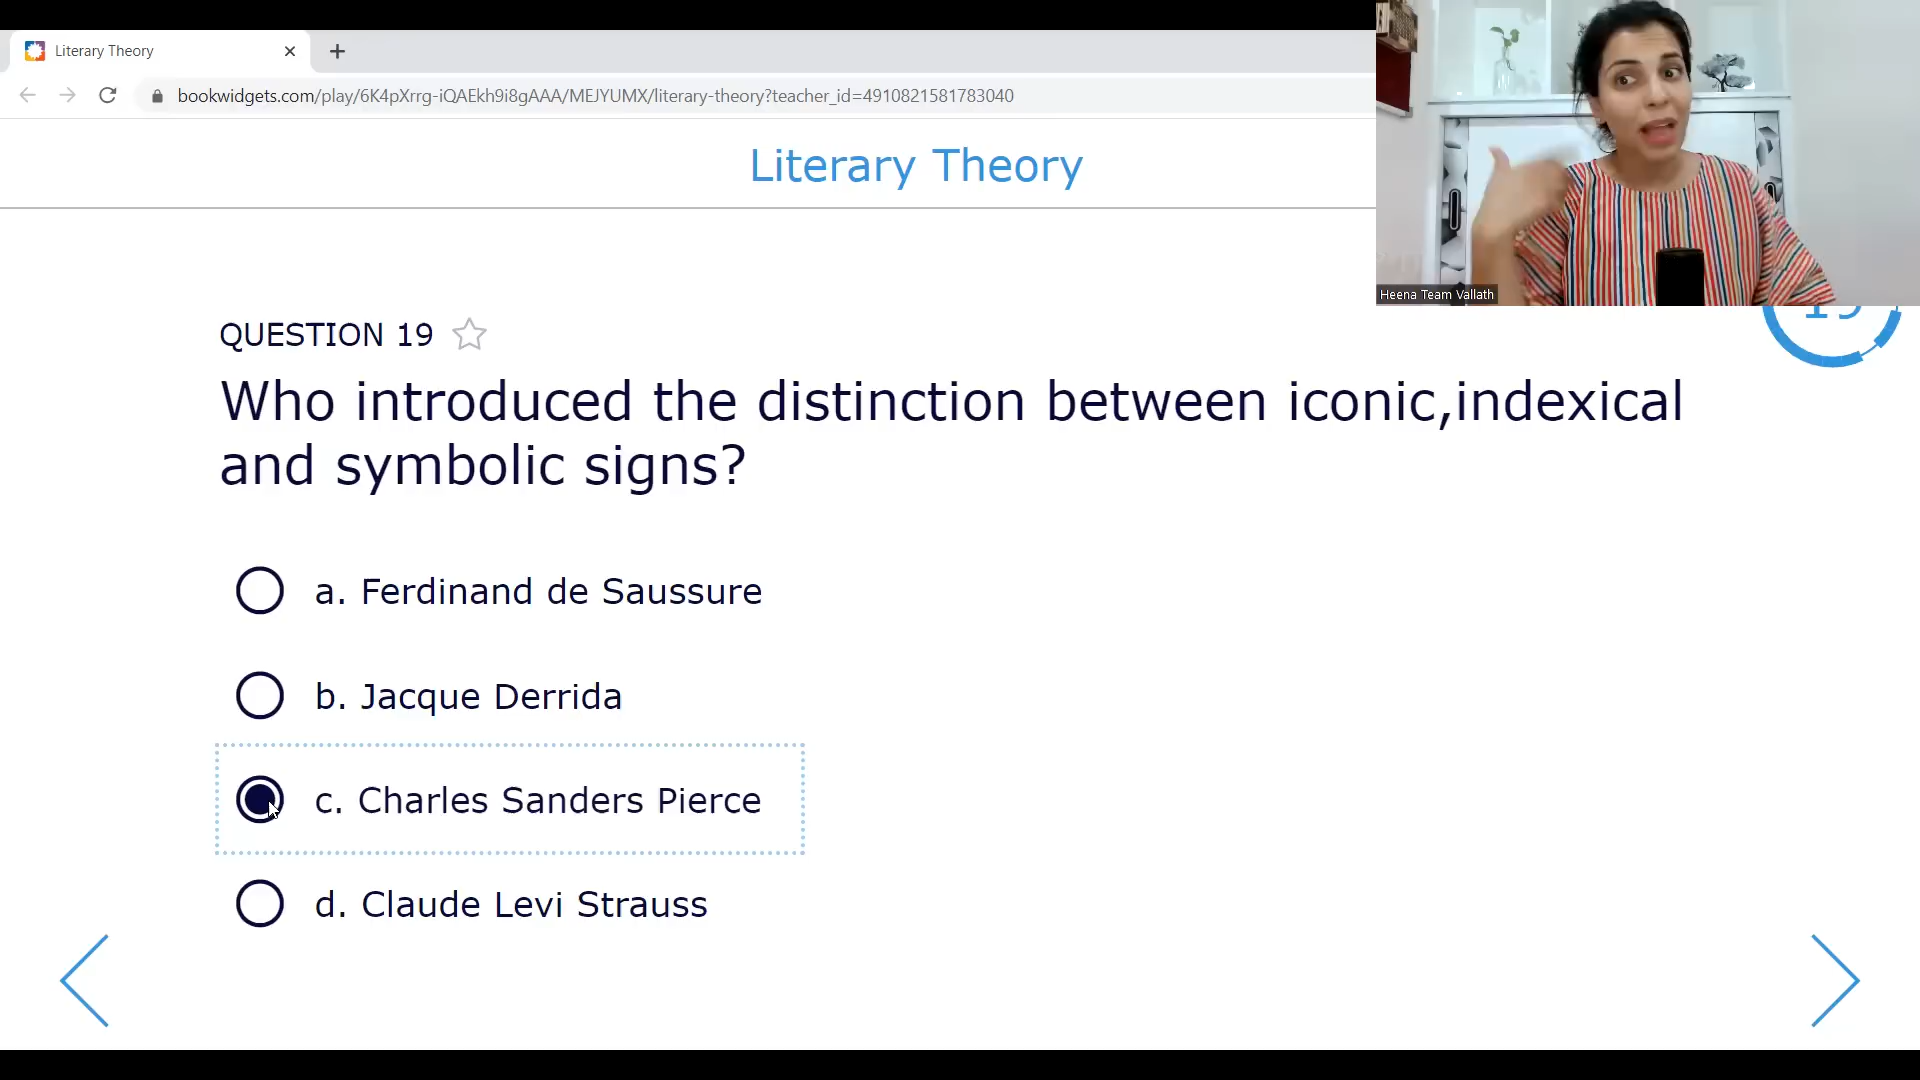 Literary Theory
bookwidgets.com/play/6K4pXrrg-iQAEkh9i8gAAA/MEJYUMX/literary-theory?teacher_id=4910821581783040
Literary Theory
Heena Team Vallath
19
QUESTION 19
Who introduced the distinction between iconic,indexical
and symbolic signs?
a. Ferdinand de Saussure
b. Jacque Derrida
c. Charles Sanders Pierce
d. Claude Levi Strauss